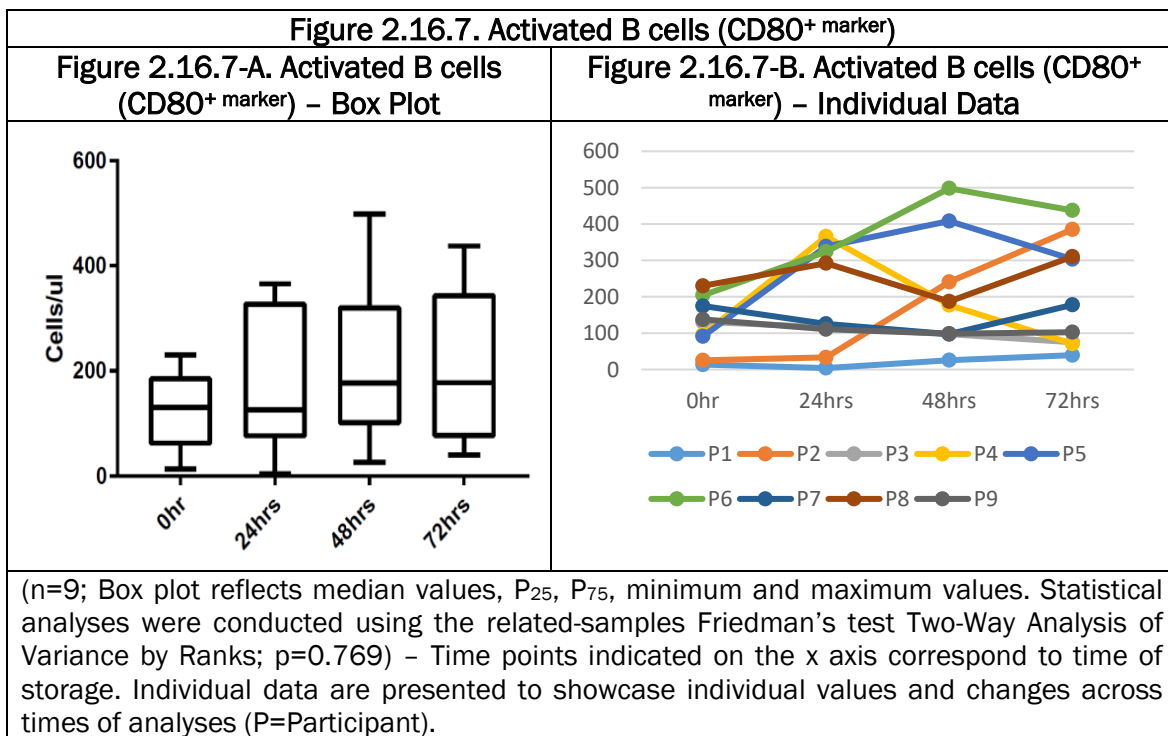 Figure 2.16.7. Activated B cells (CD80⁺ ᵐᵃʳᵏᵉʳ)
Figure 2.16.7-A. Activated B cells
(CD80⁺ ᵐᵃʳᵏᵉʳ) – Box Plot
Figure 2.16.7-B. Activated B cells (CD80⁺
ᵐᵃʳᵏᵉʳ) – Individual Data
Cells/ul
600
400
200
0
0hr 24hrs 48hrs 72hrs
600
500
400
300
200
100
0
0hr 24hrs 48hrs 72hrs
P1 P2 P3 P4 P5
P6 P7 P8 P9
(n=9; Box plot reflects median values, P₂₅, P₇₅, minimum and maximum values. Statistical
analyses were conducted using the related-samples Friedman's test Two-Way Analysis of
Variance by Ranks; p=0.769) – Time points indicated on the x axis correspond to time of
storage. Individual data are presented to showcase individual values and changes across
times of analyses (P=Participant).